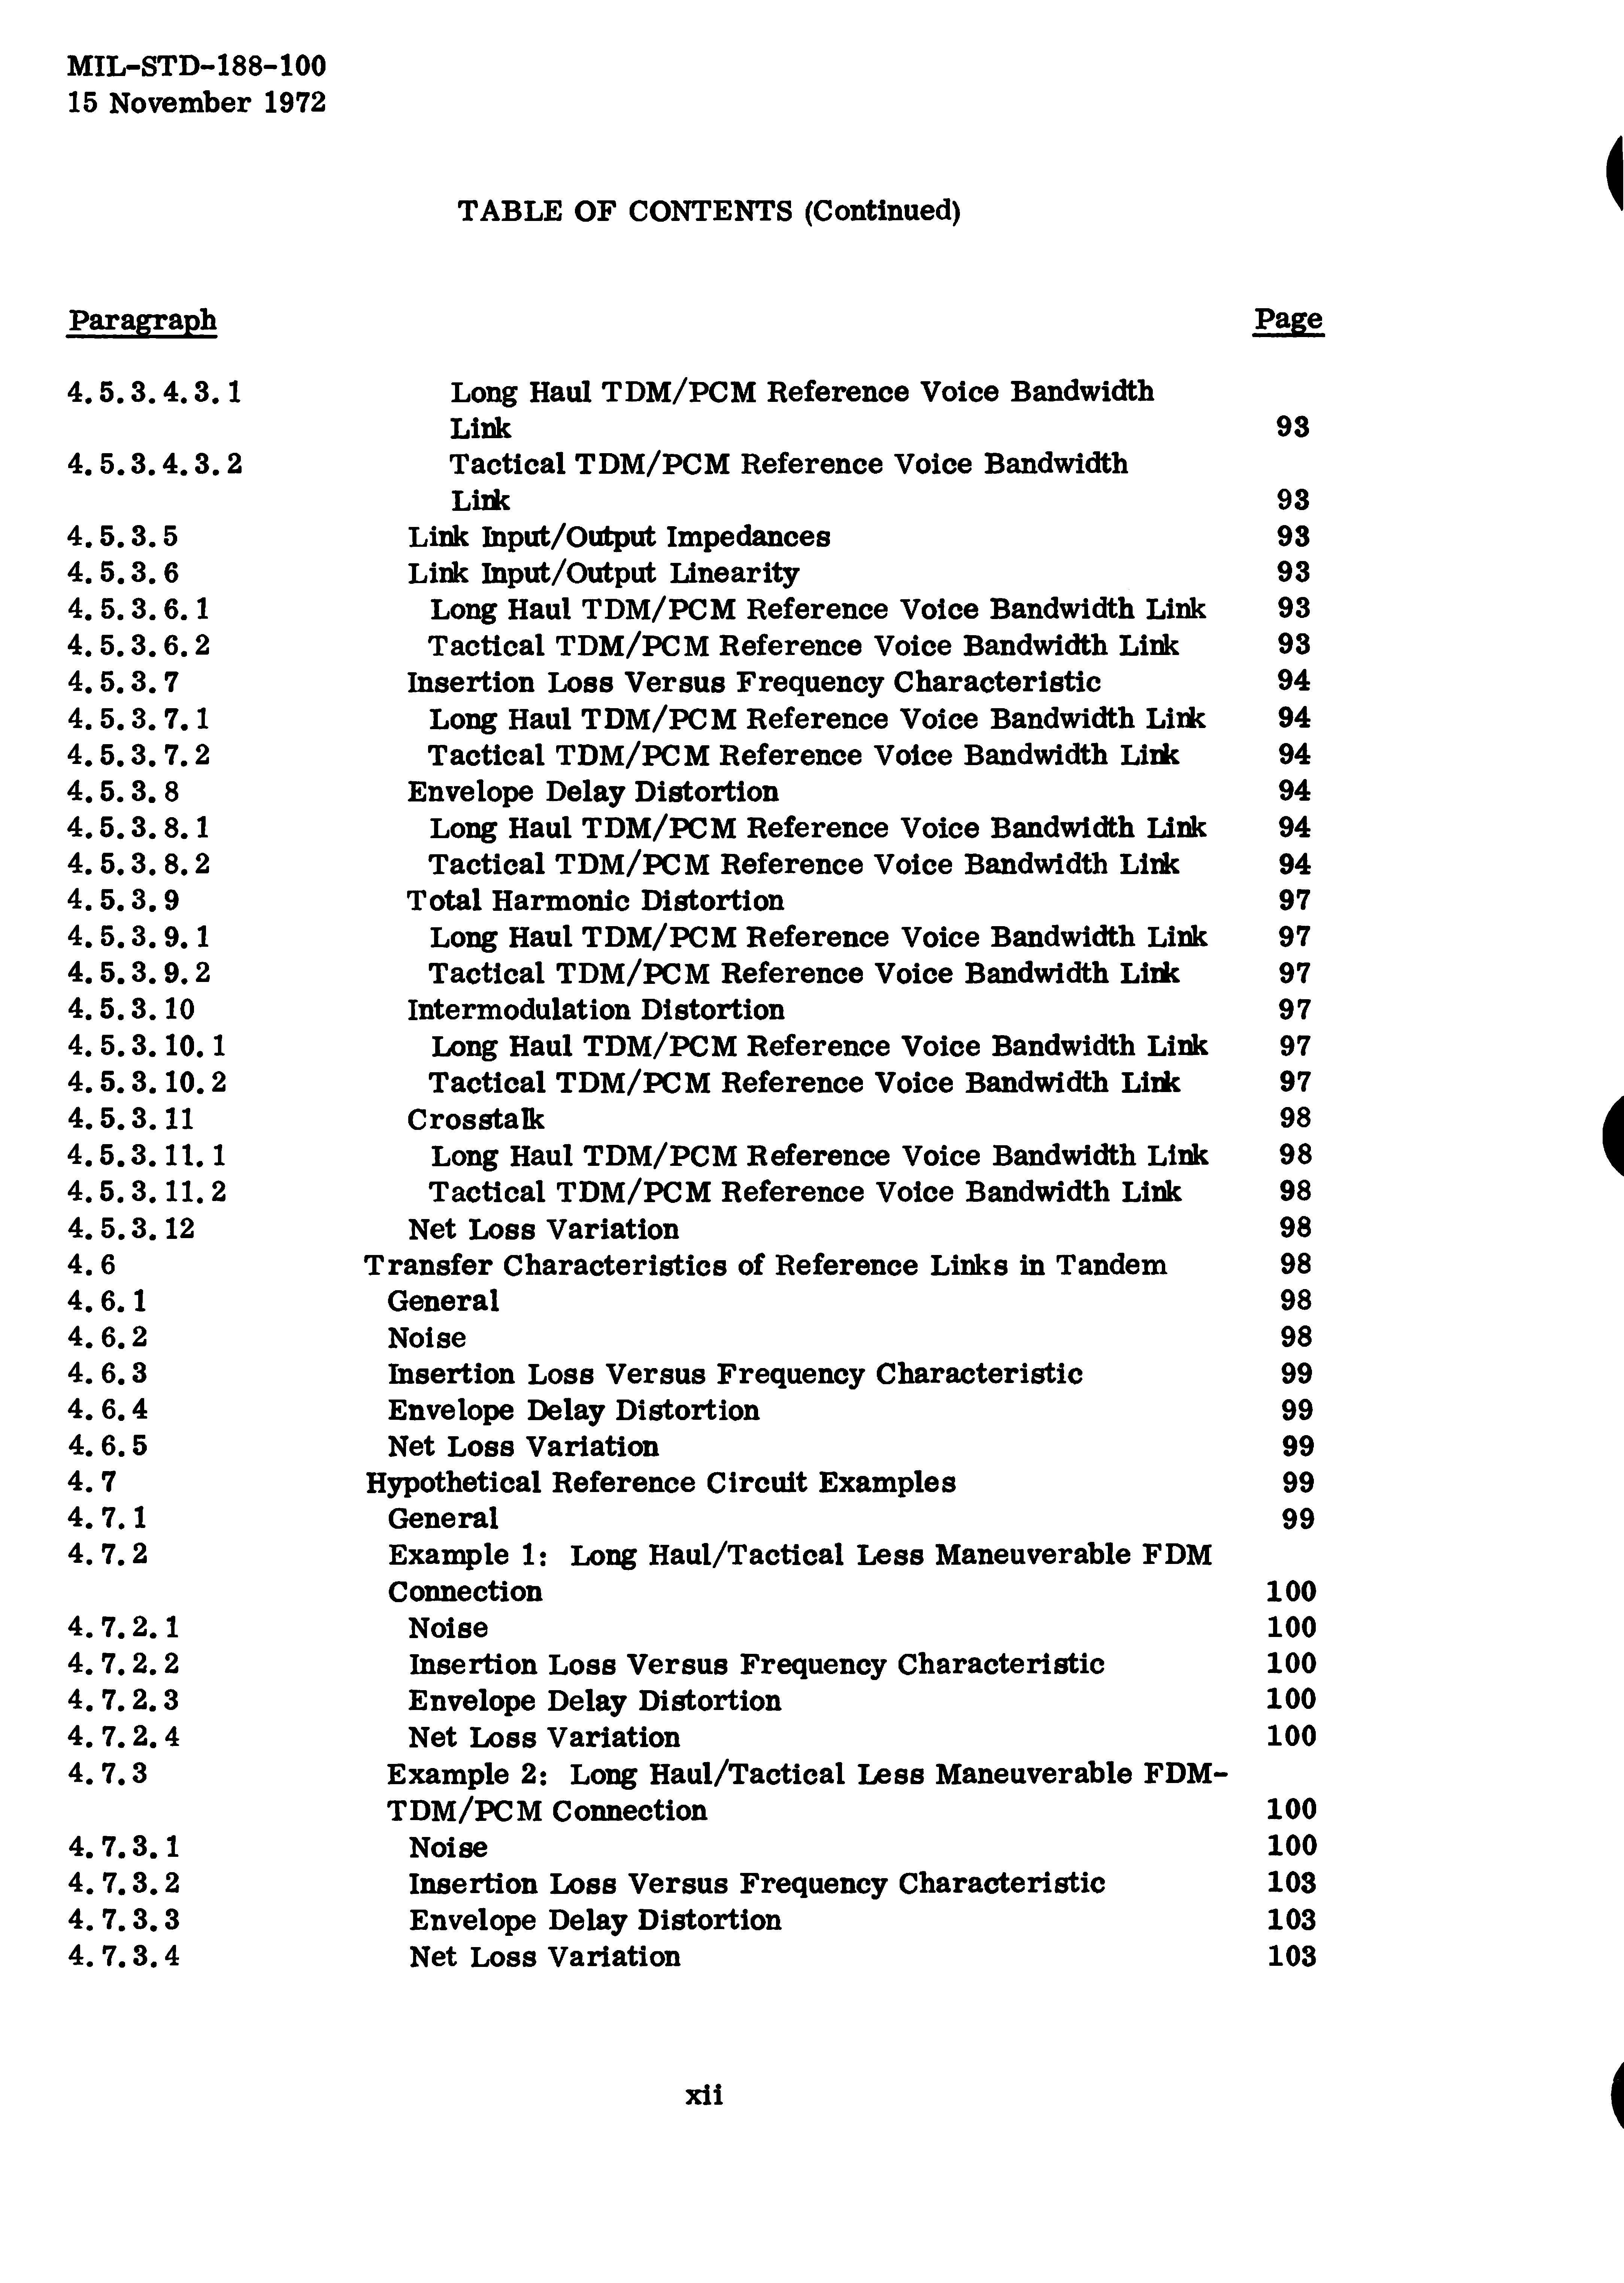 MIL-STD-188-100
15 November 1972
TABLE OF CONTENTS (Continued)
Paragraph Page
4.5.3.4.3.1 Long Haul TDM/PCM Reference Voice Bandwidth
Link 93
4.5.3.4.3.2 Tactical TDM/PCM Reference Voice Bandwidth
Link 93
4.5.3.5 Link Input/Output Impedances 93
4.5.3.6 Link Input/Output Linearity 93
4.5.3.6.1 Long Haul TDM/PCM Reference Voice Bandwidth Link 93
4.5.3.6.2 Tactical TDM/PCM Reference Voice Bandwidth Link 93
4.5.3.7 Insertion Loss Versus Frequency Characteristic 94
4.5.3.7.1 Long Haul TDM/PCM Reference Voice Bandwidth Link 94
4.5.3.7.2 Tactical TDM/PCM Reference Voice Bandwidth Link 94
4.5.3.8 Envelope Delay Distortion 94
4.5.3.8.1 Long Haul TDM/PCM Reference Voice Bandwidth Link 94
4.5.3.8.2 Tactical TDM/PCM Reference Voice Bandwidth Link 94
4.5.3.9 Total Harmonic Distortion 97
4.5.3.9.1 Long Haul TDM/PCM Reference Voice Bandwidth Link 97
4.5.3.9.2 Tactical TDM/PCM Reference Voice Bandwidth Link 97
4.5.3.10 Intermodulation Distortion 97
4.5.3.10.1 Long Haul TDM/PCM Reference Voice Bandwidth Link 97
4.5.3.10.2 Tactical TDM/PCM Reference Voice Bandwidth Link 97
4.5.3.11 Crosstalk 98
4.5.3.11.1 Long Haul TDM/PCM Reference Voice Bandwidth Link 98
4.5.3.11.2 Tactical TDM/PCM Reference Voice Bandwidth Link 98
4.5.3.12 Net Loss Variation 98
4.6 Transfer Characteristics of Reference Links in Tandem 98
4.6.1 General 98
4.6.2 Noise 98
4.6.3 Insertion Loss Versus Frequency Characteristic 99
4.6.4 Envelope Delay Distortion 99
4.6.5 Net Loss Variation 99
4.7 Hypothetical Reference Circuit Examples 99
4.7.1 General 99
4.7.2 Example 1: Long Haul/Tactical Less Maneuverable FDM
Connection 100
4.7.2.1 Noise 100
4.7.2.2 Insertion Loss Versus Frequency Characteristic 100
4.7.2.3 Envelope Delay Distortion 100
4.7.2.4 Net Loss Variation 100
4.7.3 Example 2: Long Haul/Tactical Less Maneuverable FDM-
TDM/PCM Connection 100
4.7.3.1 Noise 100
4.7.3.2 Insertion Loss Versus Frequency Characteristic 103
4.7.3.3 Envelope Delay Distortion 103
4.7.3.4 Net Loss Variation 103
xii